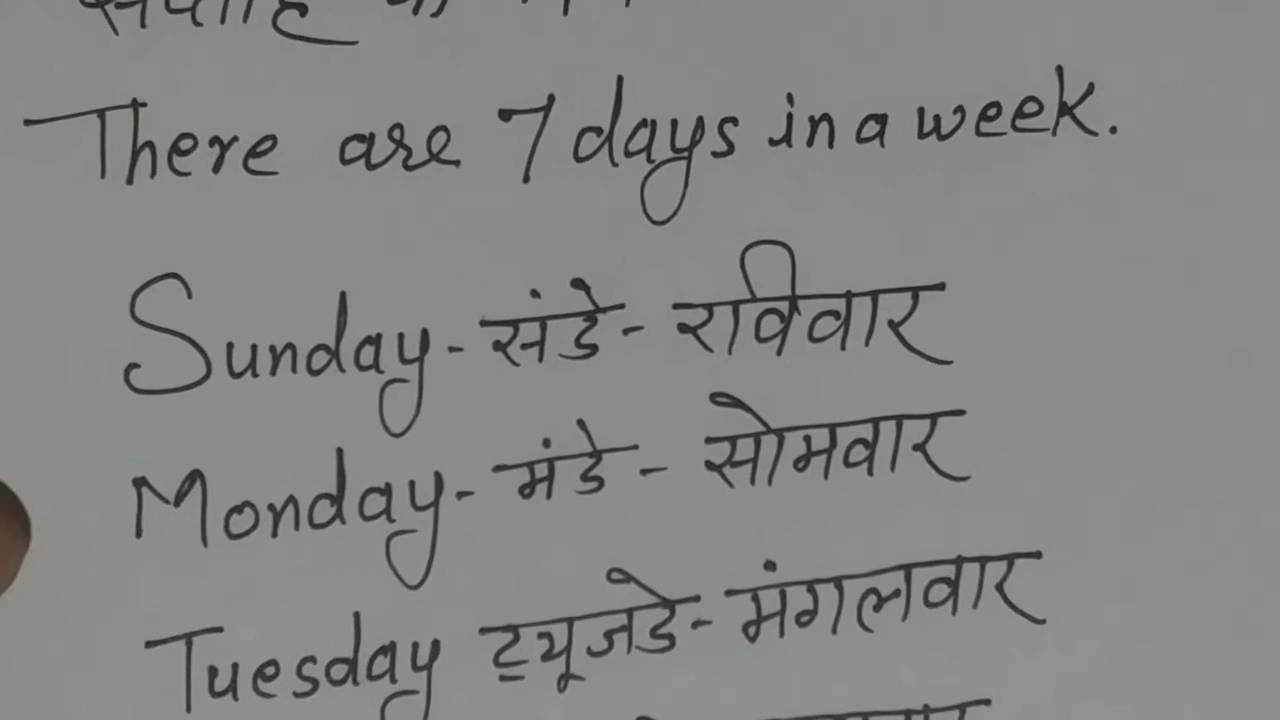 There are 7 days in a week.
Sunday - संडे - रविवार
Monday - मंडे - सोमवार
Tuesday ट्यूजडे - मंगलवार